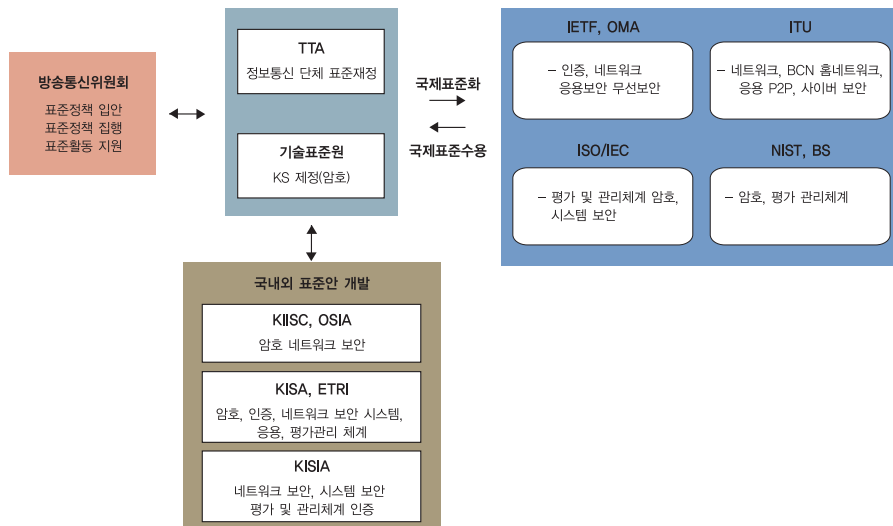 방송통신위원회
표준정책 입안
표준정책 집행
표준활동 지원
TTA
정보통신 단체 표준재정
기술표준원
KS 제정(암호)
국제표준화
국제표준수용
IETF, OMA
– 인증, 네트워크
응용보안 무선보안
ITU
– 네트워크, BCN 홈네트워크,
응용 P2P, 사이버 보안
ISO/IEC
– 평가 및 관리체계 암호,
시스템 보안
NIST, BS
– 암호, 평가 관리체계
국내외 표준안 개발
KIISC, OSIA
암호 네트워크 보안
KISA, ETRI
암호, 인증, 네트워크 보안 시스템,
응용, 평가관리 체계
KISIA
네트워크 보안, 시스템 보안
평가 및 관리체계 인증